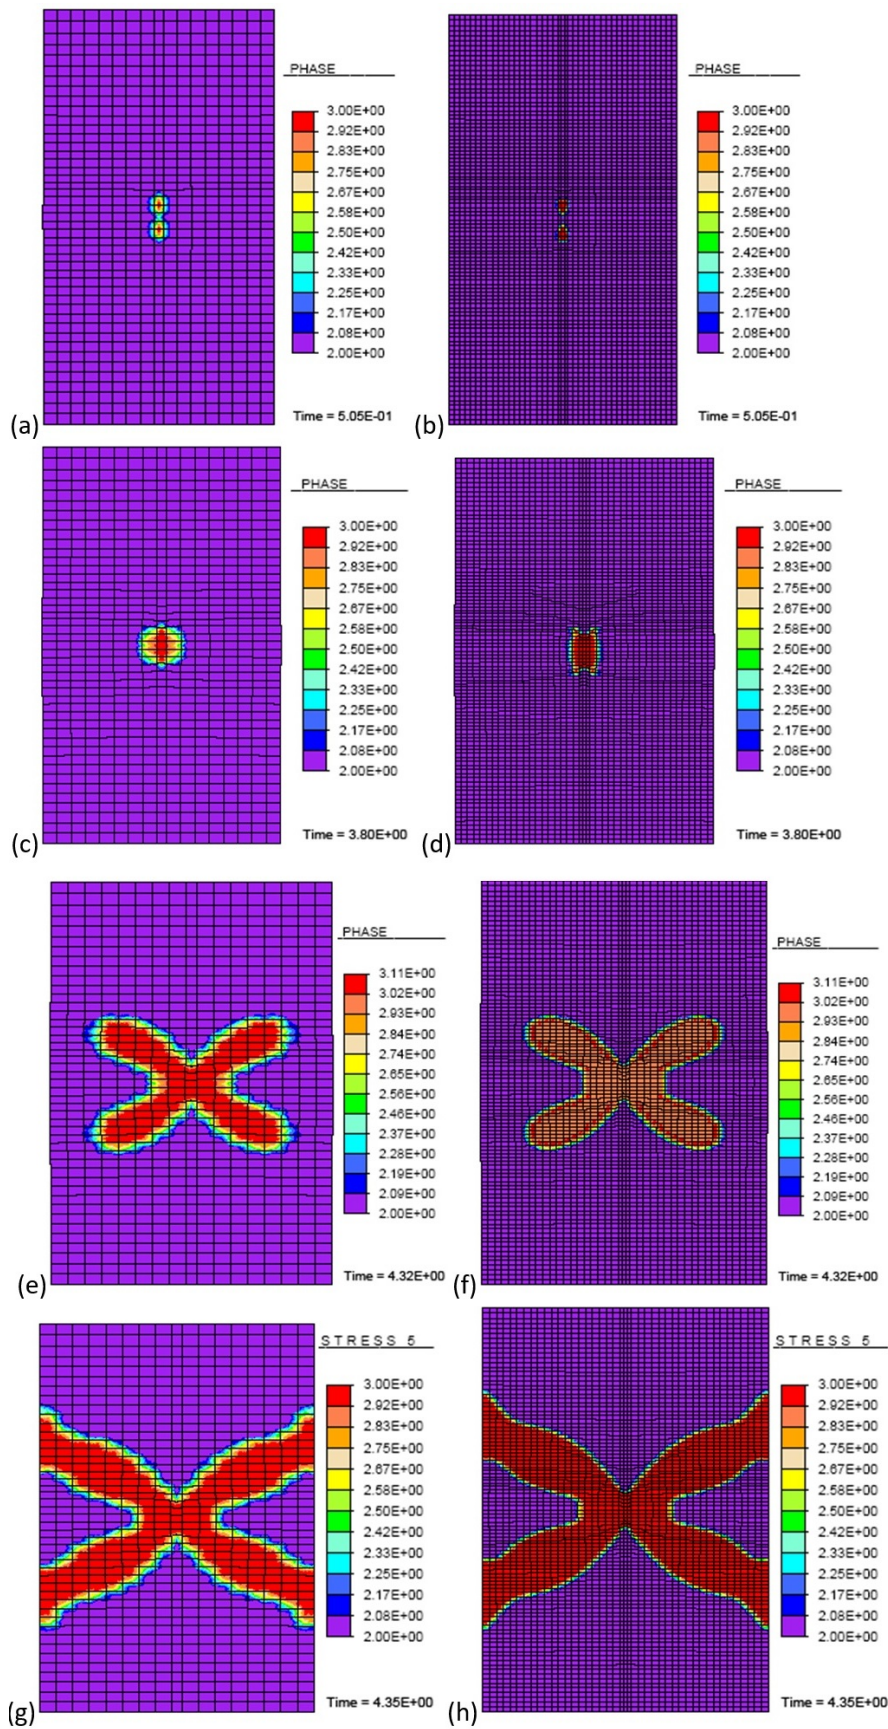 PHASE
3.00E+00
2.92E+00
2.83E+00
2.75E+00
2.67E+00
2.58E+00
2.50E+00
2.42E+00
2.33E+00
2.25E+00
2.17E+00
2.08E+00
2.00E+00
Time = 5.05E-01
(a)
PHASE
3.00E+00
2.92E+00
2.83E+00
2.75E+00
2.67E+00
2.58E+00
2.50E+00
2.42E+00
2.33E+00
2.25E+00
2.17E+00
2.08E+00
2.00E+00
Time = 5.05E-01
(b)
PHASE
3.00E+00
2.92E+00
2.83E+00
2.75E+00
2.67E+00
2.58E+00
2.50E+00
2.42E+00
2.33E+00
2.25E+00
2.17E+00
2.08E+00
2.00E+00
Time = 3.80E+00
(c)
PHASE
3.00E+00
2.92E+00
2.83E+00
2.75E+00
2.67E+00
2.58E+00
2.50E+00
2.42E+00
2.33E+00
2.25E+00
2.17E+00
2.08E+00
2.00E+00
Time = 3.80E+00
(d)
PHASE
3.11E+00
3.02E+00
2.93E+00
2.84E+00
2.74E+00
2.65E+00
2.56E+00
2.46E+00
2.37E+00
2.28E+00
2.19E+00
2.09E+00
2.00E+00
Time = 4.32E+00
(e)
PHASE
3.11E+00
3.02E+00
2.93E+00
2.84E+00
2.74E+00
2.65E+00
2.56E+00
2.46E+00
2.37E+00
2.28E+00
2.19E+00
2.09E+00
2.00E+00
Time = 4.32E+00
(f)
STRESS 5
3.00E+00
2.92E+00
2.83E+00
2.75E+00
2.67E+00
2.58E+00
2.50E+00
2.42E+00
2.33E+00
2.25E+00
2.17E+00
2.08E+00
2.00E+00
Time = 4.35E+00
(g)
STRESS 5
3.00E+00
2.92E+00
2.83E+00
2.75E+00
2.67E+00
2.58E+00
2.50E+00
2.42E+00
2.33E+00
2.25E+00
2.17E+00
2.08E+00
2.00E+00
Time = 4.35E+00
(h)